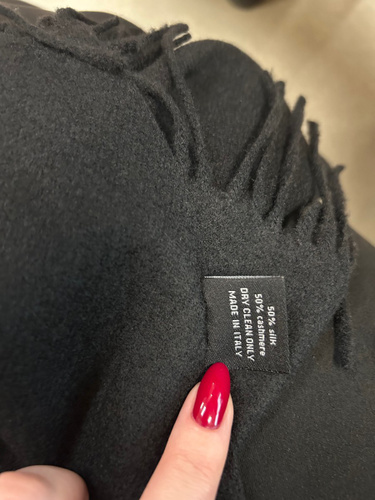 50% silk
50% cashmere
DRY CLEAN ONLY
MADE IN ITALY